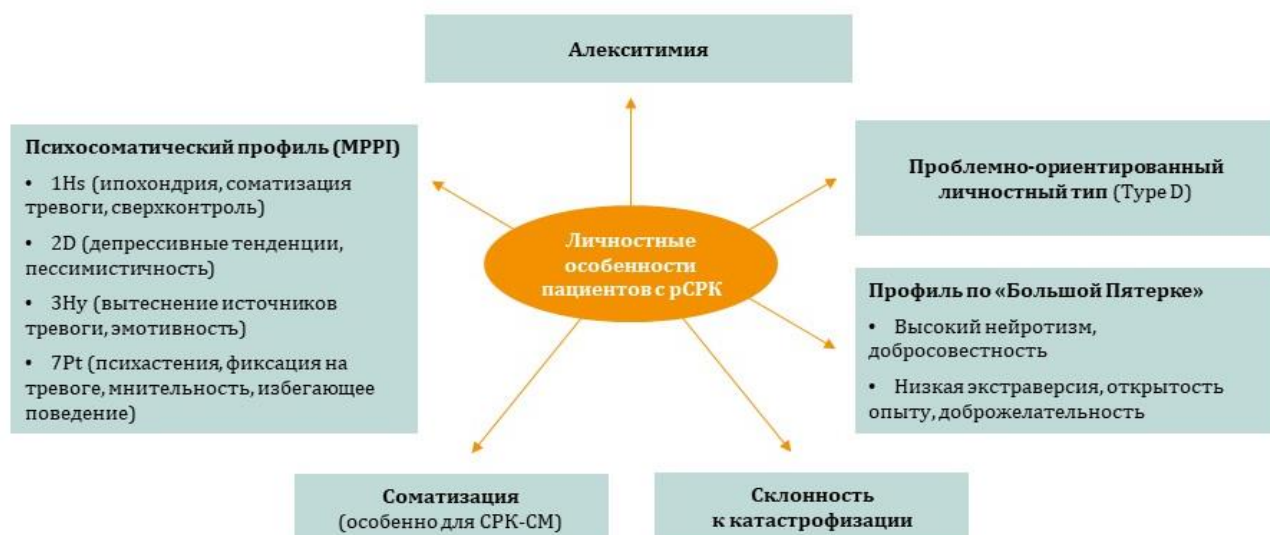 Алекситимия
Психосоматический профиль (MPPI)
• 1Hs (ипохондрия, соматизация
тревоги, сверхконтроль)
• 2D (депрессивные тенденции,
пессимистичность)
• 3Hy (вытеснение источников
тревоги, эмотивность)
• 7Pt (психастения, фиксация на
тревоге, мнительность, избегающее
поведение)
Проблемно-ориентированный
личностный тип (Type D)
Личностные
особенности
пациентов с рСРК
Профиль по «Большой Пятерке»
• Высокий нейротизм,
добросовестность
• Низкая экстраверсия, открытость
опыту, доброжелательность
Соматизация
(особенно для СРК-СМ)
Склонность
к катастрофизации